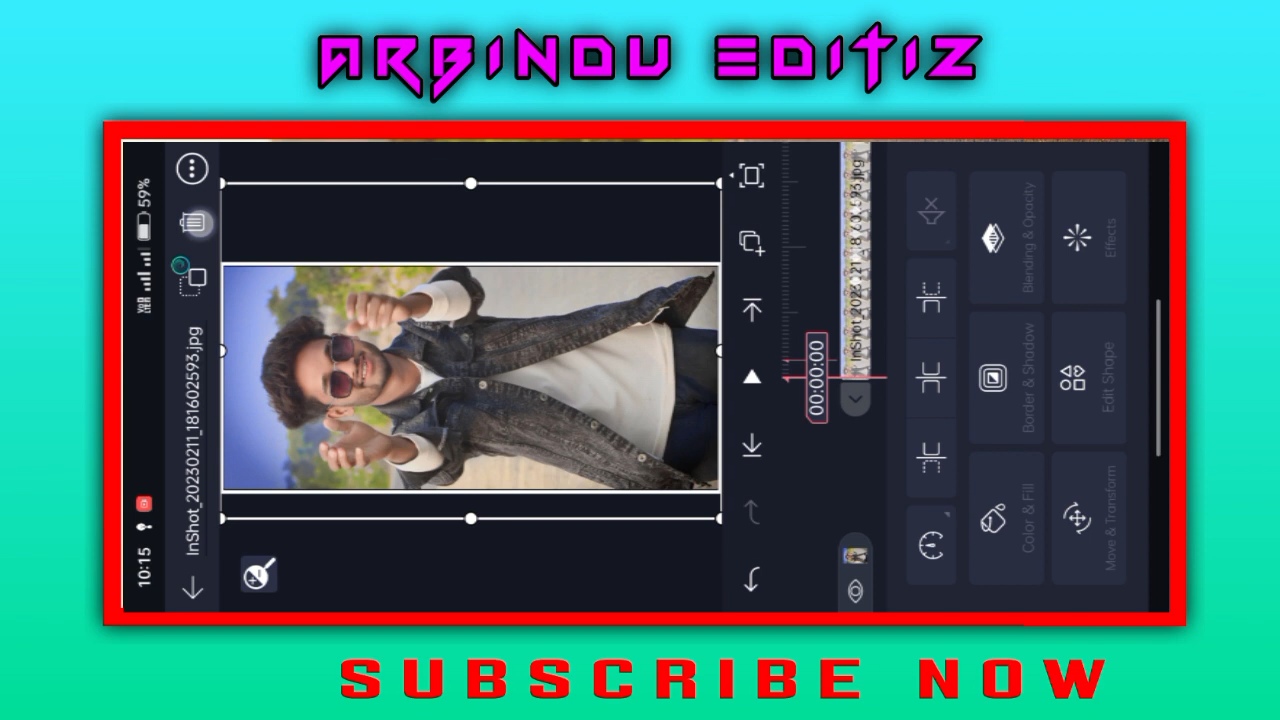 ARBINDU EDITIZ
10:15
59%
InShot_20230211_181602593.jpg
00:00:00
Blending & Opacity
Effects
Border & Shadow
Edit Shape
Color & Fill
Move & Transform
SUBSCRIBE NOW